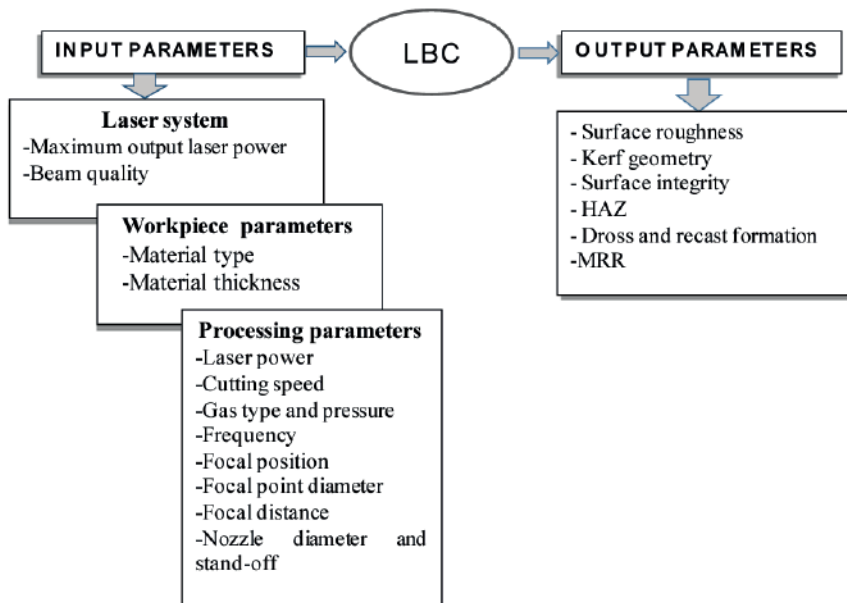 INPUT PARAMETERS
LBC
OUTPUT PARAMETERS
Laser system
-Maximum output laser power
-Beam quality
Workpiece parameters
-Material type
-Material thickness
Processing parameters
-Laser power
-Cutting speed
-Gas type and pressure
-Frequency
-Focal position
-Focal point diameter
-Focal distance
-Nozzle diameter and
stand-off
- Surface roughness
- Kerf geometry
- Surface integrity
- HAZ
- Dross and recast formation
-MRR